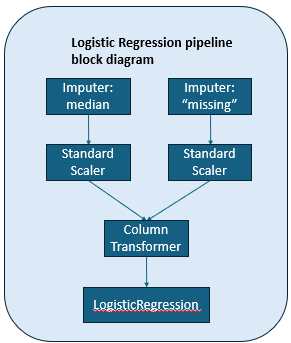 Logistic Regression pipeline
block diagram
Imputer:
median
Imputer:
“missing”
Standard
Scaler
Standard
Scaler
Column
Transformer
LogisticRegression